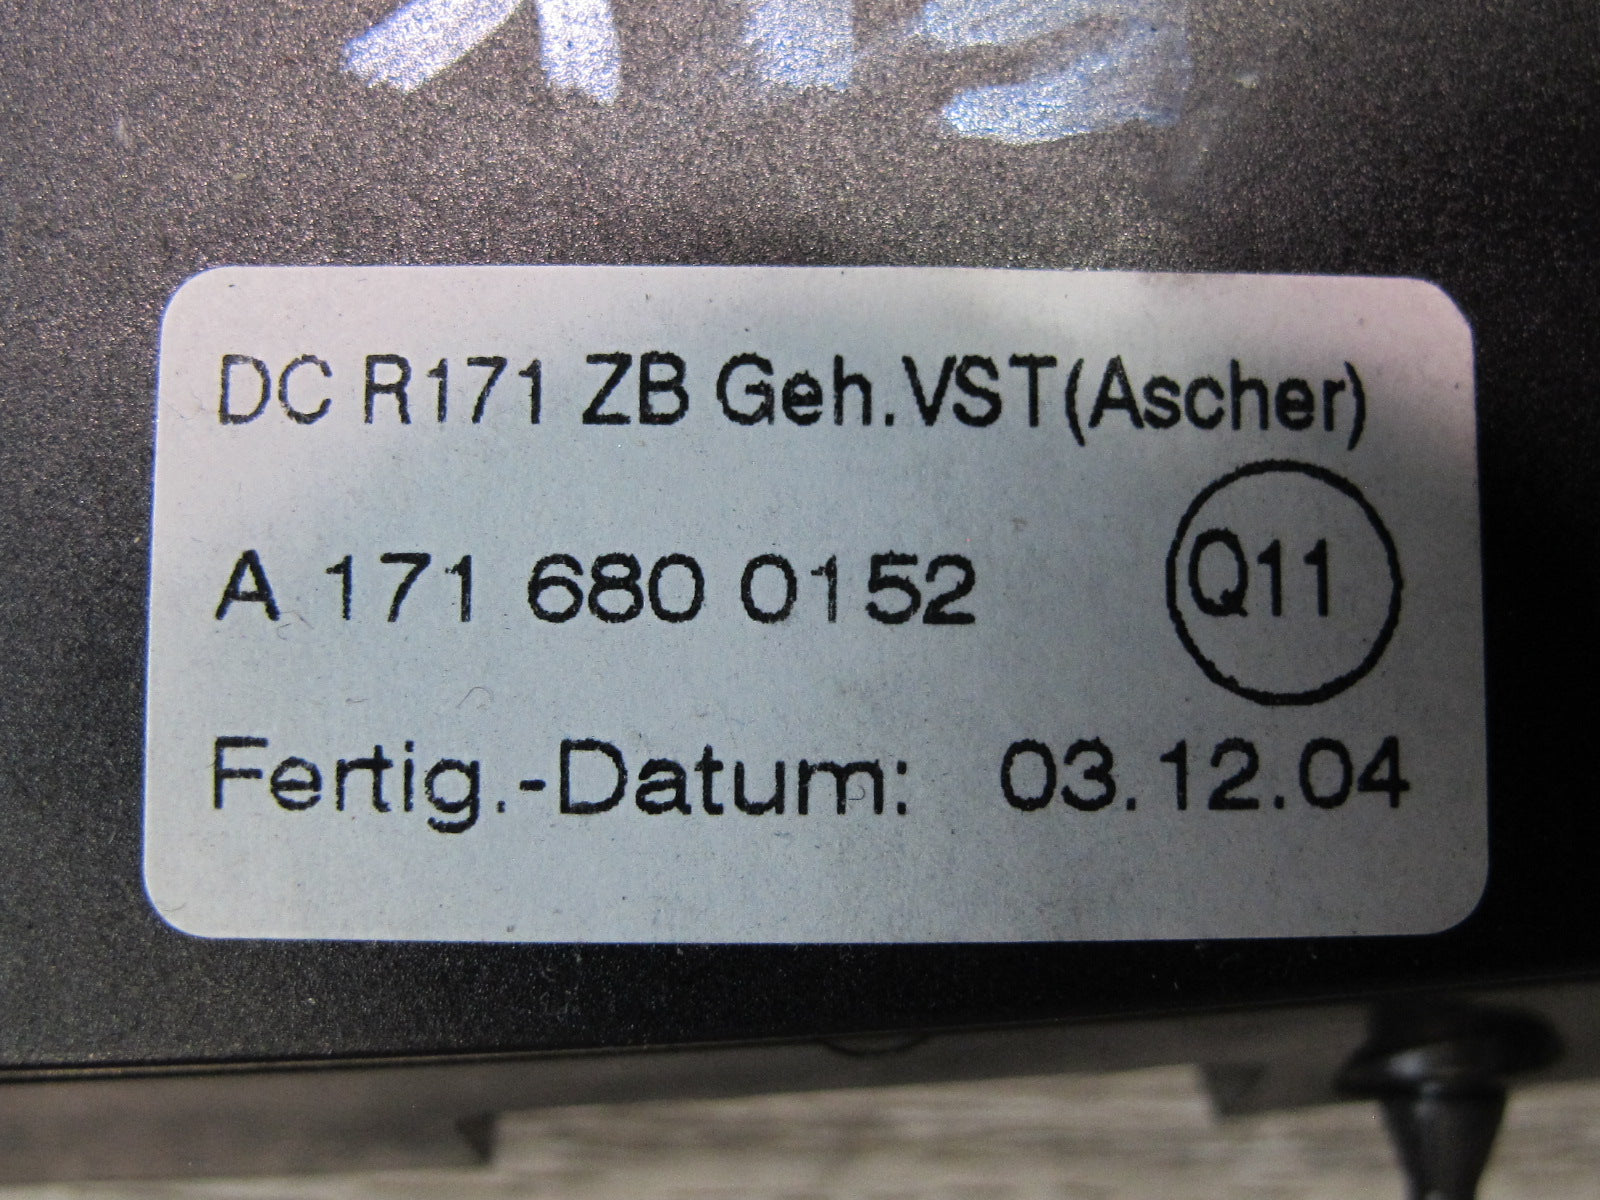 DC R171 ZB Geh.VST(Ascher)
A 171 680 0152
Q11
Fertig.-Datum: 03.12.04